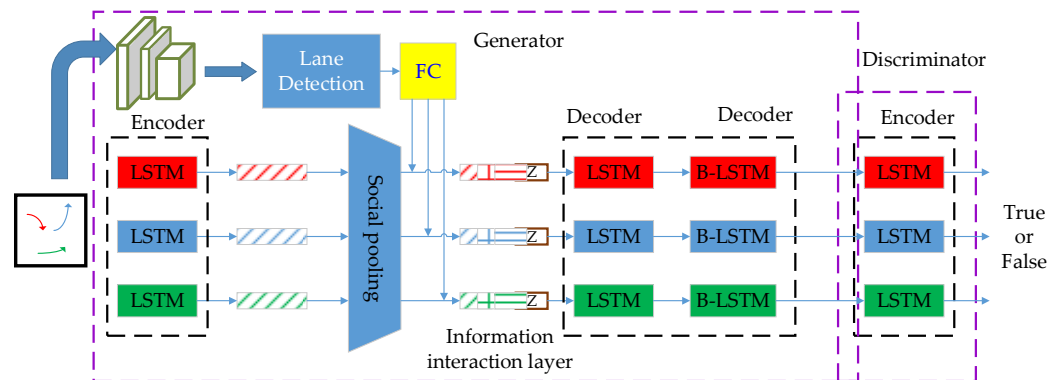 Generator
Lane
Detection
FC
Discriminator
Encoder
Decoder
Decoder
Encoder
LSTM
Z
LSTM
B-LSTM
LSTM
LSTM
Social pooling
Z
LSTM
B-LSTM
LSTM
True
or
False
LSTM
Z
LSTM
B-LSTM
LSTM
Information
interaction layer